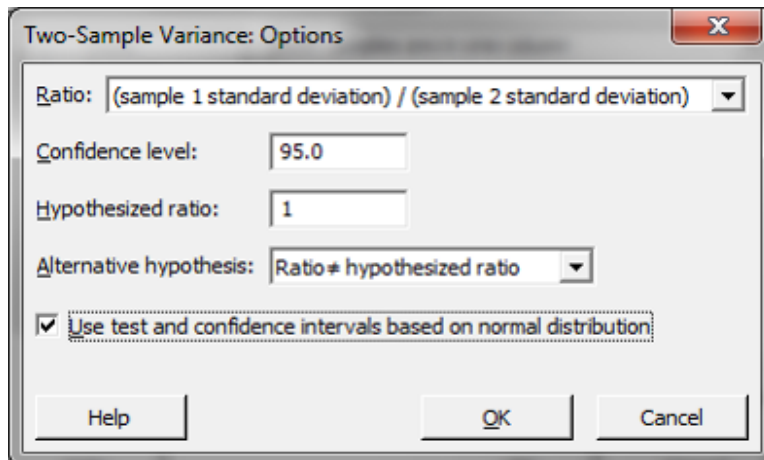 Two-Sample Variance: Options
Ratio: (sample 1 standard deviation) / (sample 2 standard deviation)
Confidence level: 95.0
Hypothesized ratio: 1
Alternative hypothesis: Ratio≠ hypothesized ratio
Use test and confidence intervals based on normal distribution
Help OK Cancel